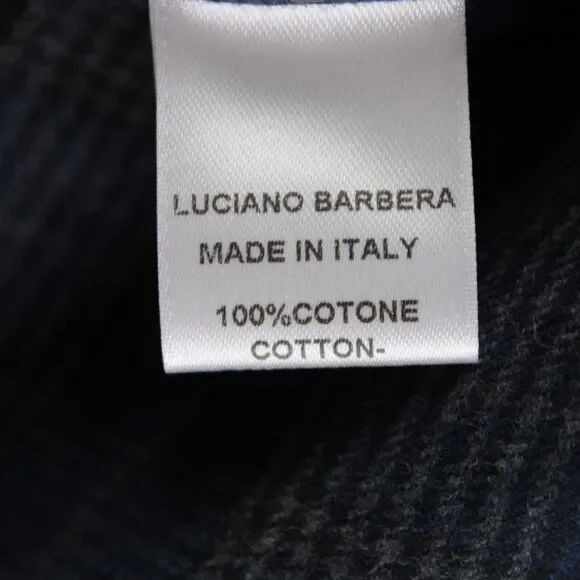 LUCIANO BARBERA
MADE IN ITALY
100%COTONE
COTTON-